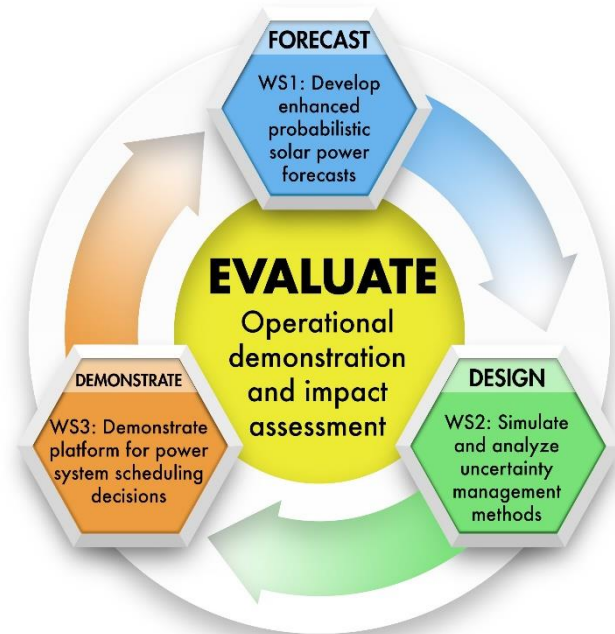 FORECAST
WS1: Develop
enhanced
probabilistic
solar power
forecasts
EVALUATE
Operational
demonstration
and impact
assessment
DEMONSTRATE
WS3: Demonstrate
platform for power
system scheduling
decisions
DESIGN
WS2: Simulate
and analyze
uncertainty
management
methods